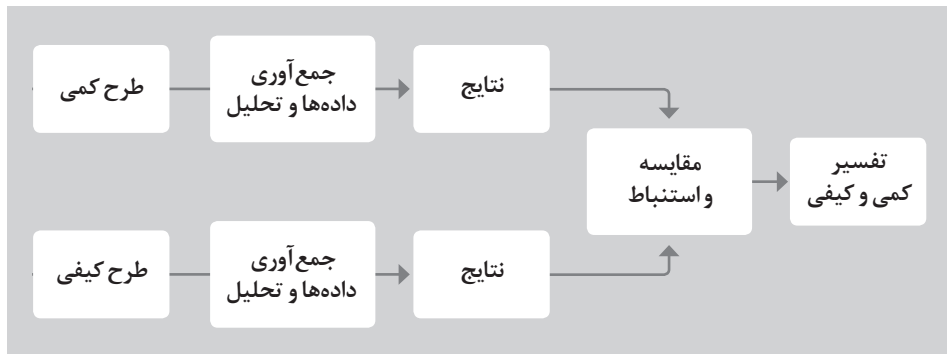 طرح کمی
جمع‌آوری
داده‌ها و تحلیل
نتایج
مقایسه
و استنباط
تفسیر
کمی و کیفی
طرح کیفی
جمع‌آوری
داده‌ها و تحلیل
نتایج